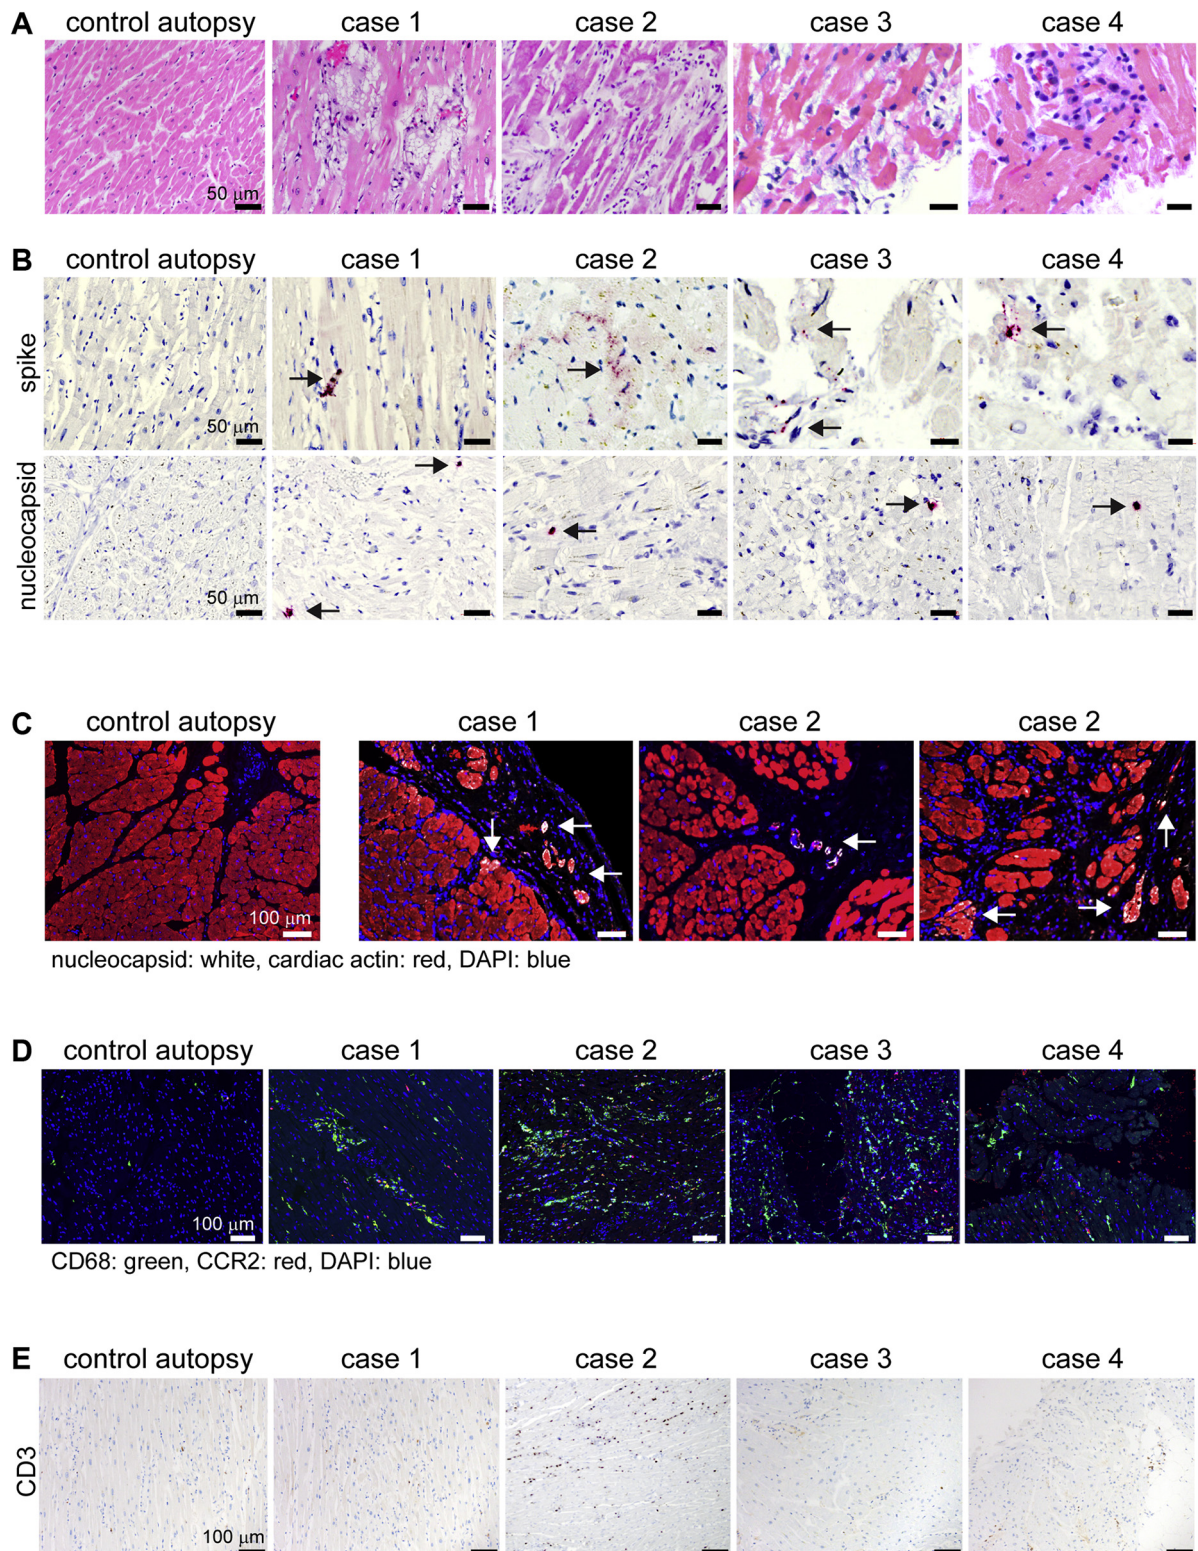 A control autopsy case 1 case 2 case 3 case 4
50 μm
B control autopsy case 1 case 2 case 3 case 4
spike
50 μm
nucleocapsid
50 μm
C control autopsy case 1 case 2 case 2
100 μm
nucleocapsid: white, cardiac actin: red, DAPI: blue
D control autopsy case 1 case 2 case 3 case 4
100 μm
CD68: green, CCR2: red, DAPI: blue
E control autopsy case 1 case 2 case 3 case 4
CD3
100 μm